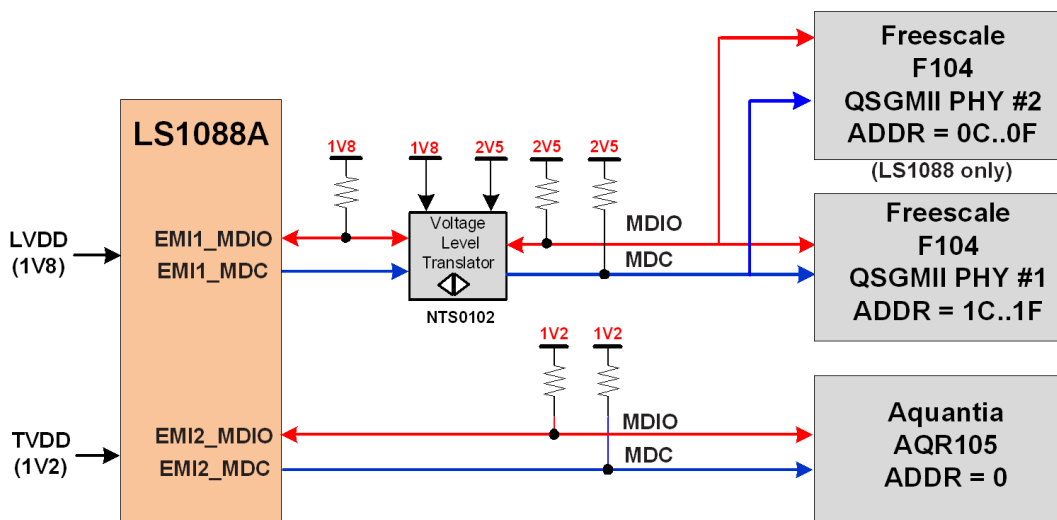 Freescale
F104
QSGMII PHY #2
ADDR = 0C..0F
(LS1088 only)
LS1088A
1V8
1V8
2V5
2V5
2V5
Freescale
F104
QSGMII PHY #1
ADDR = 1C..1F
LVDD
(1V8)
EMI1_MDIO
EMI1_MDC
Voltage
Level
Translator
NTS0102
MDIO
MDC
1V2
1V2
TVDD
(1V2)
EMI2_MDIO
EMI2_MDC
MDIO
MDC
Aquantia
AQR105
ADDR = 0